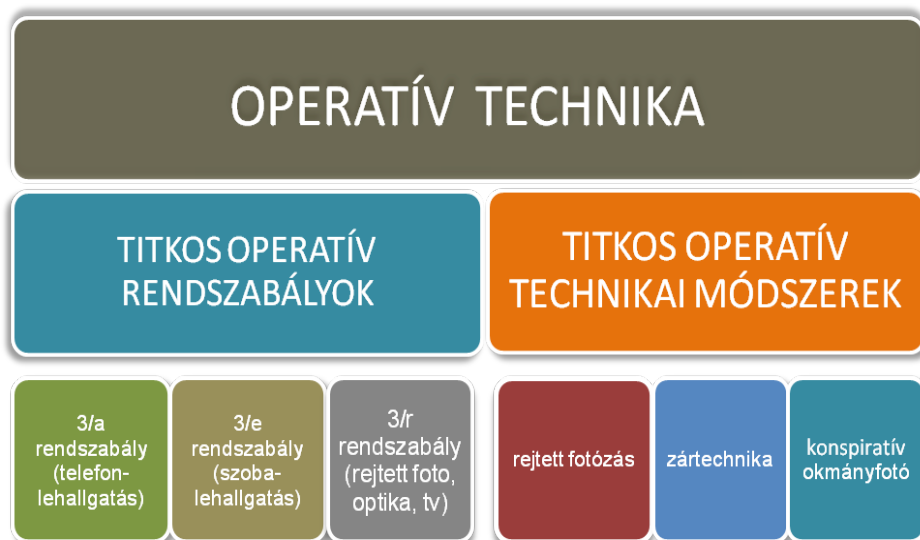 OPERATÍV TECHNIKA
TITKOS OPERATÍV
RENDSZABÁLYOK
TITKOS OPERATÍV
TECHNIKAI MÓDSZEREK
3/a
rendszabály
(telefon-
lehallgatás)
3/e
rendszabály
(szoba-
lehallgatás)
3/r
rendszabály
(rejtett foto,
optika, tv)
rejtett fotózás
zártechnika
konspiratív
okmányfotó